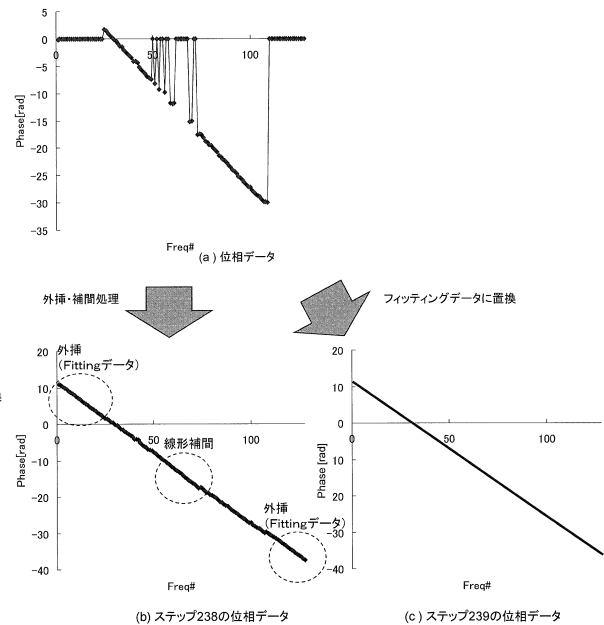 5
0
0
50
100
-5
-10
-15
-20
-25
-30
-35
Phase[rad]
Freq#
(a) 位相データ
外挿・補間処理
フィッティングデータに置換
20
10
0
0
50
100
-10
-20
-30
-40
Phase[rad]
外挿
(Fittingデータ)
線形補間
外挿
(Fittingデータ)
Freq#
(b) ステップ238の位相データ
20
10
0
0
50
100
-10
-20
-30
-40
Phase [rad]
Freq#
(c) ステップ239の位相データ